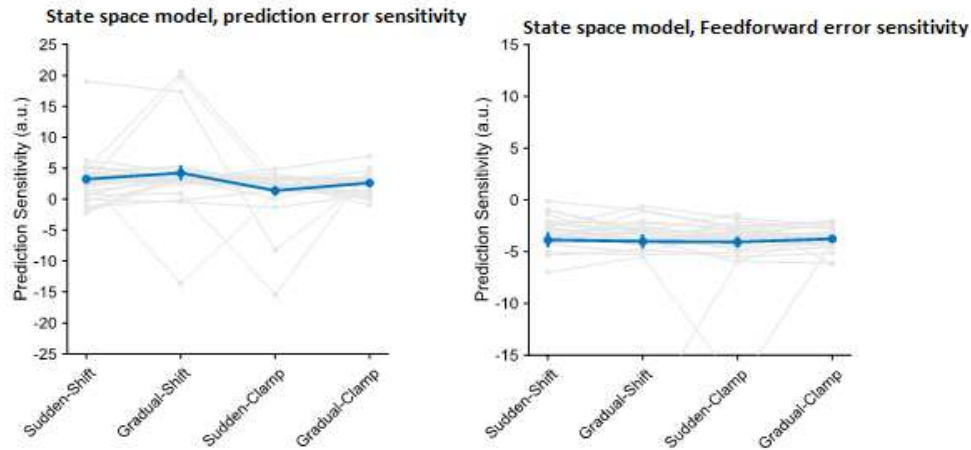 State space model, prediction error sensitivity
Prediction Sensitivity (a.u.)
25
20
15
10
5
0
-5
-10
-15
-20
-25
Sudden-Shift
Gradual-Shift
Sudden-Clamp
Gradual-Clamp
State space model, Feedforward error sensitivity
Prediction Sensitivity (a.u.)
15
10
5
0
-5
-10
-15
Sudden-Shift
Gradual-Shift
Sudden-Clamp
Gradual-Clamp